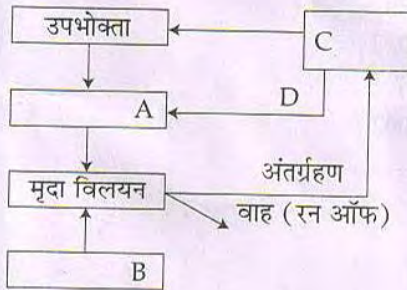 उपभोक्ता
C
A
D
अंतर्ग्रहण
मृदा विलयन
वाह (रन ऑफ)
B